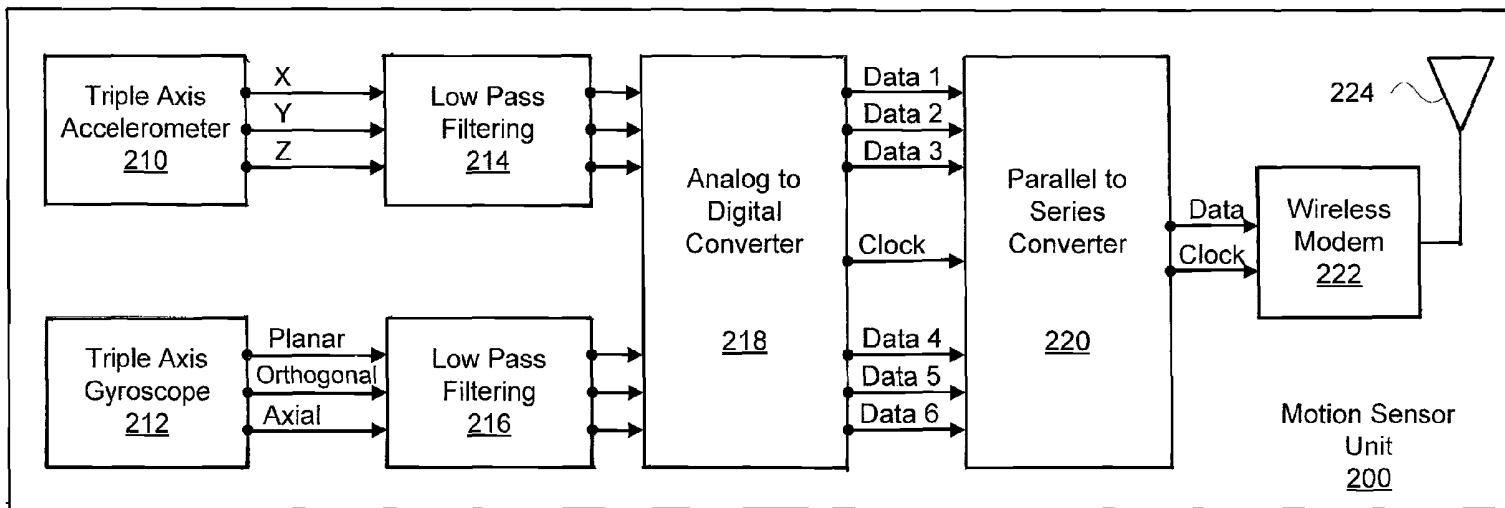 Triple Axis
Accelerometer
210
X
Y
Z
Low Pass
Filtering
214
Triple Axis
Gyroscope
212
Planar
Orthogonal
Axial
Low Pass
Filtering
216
Analog to
Digital
Converter
218
Data 1
Data 2
Data 3
Clock
Data 4
Data 5
Data 6
Parallel to
Series
Converter
220
Data
Clock
Wireless
Modem
222
224
Motion Sensor
Unit
200